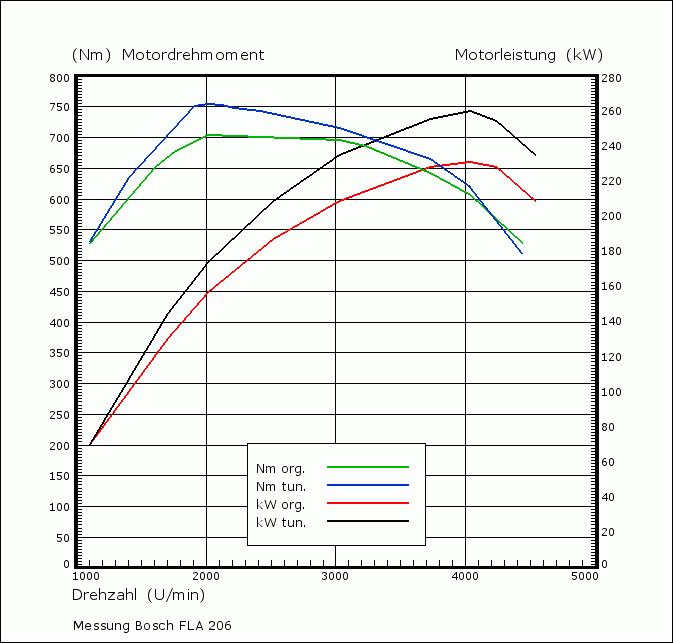 (Nm) Motordrehmoment Motorleistung (kW)
800 280
750 260
700 240
650 220
600 200
550 180
500 160
450 140
400 120
350 100
300 80
250 60
200 40
150 20
100 0
50
0
Nm org.
Nm tun.
kW org.
kW tun.
1000 2000 3000 4000 5000
Drehzahl (U/min)
Messung Bosch FLA 206